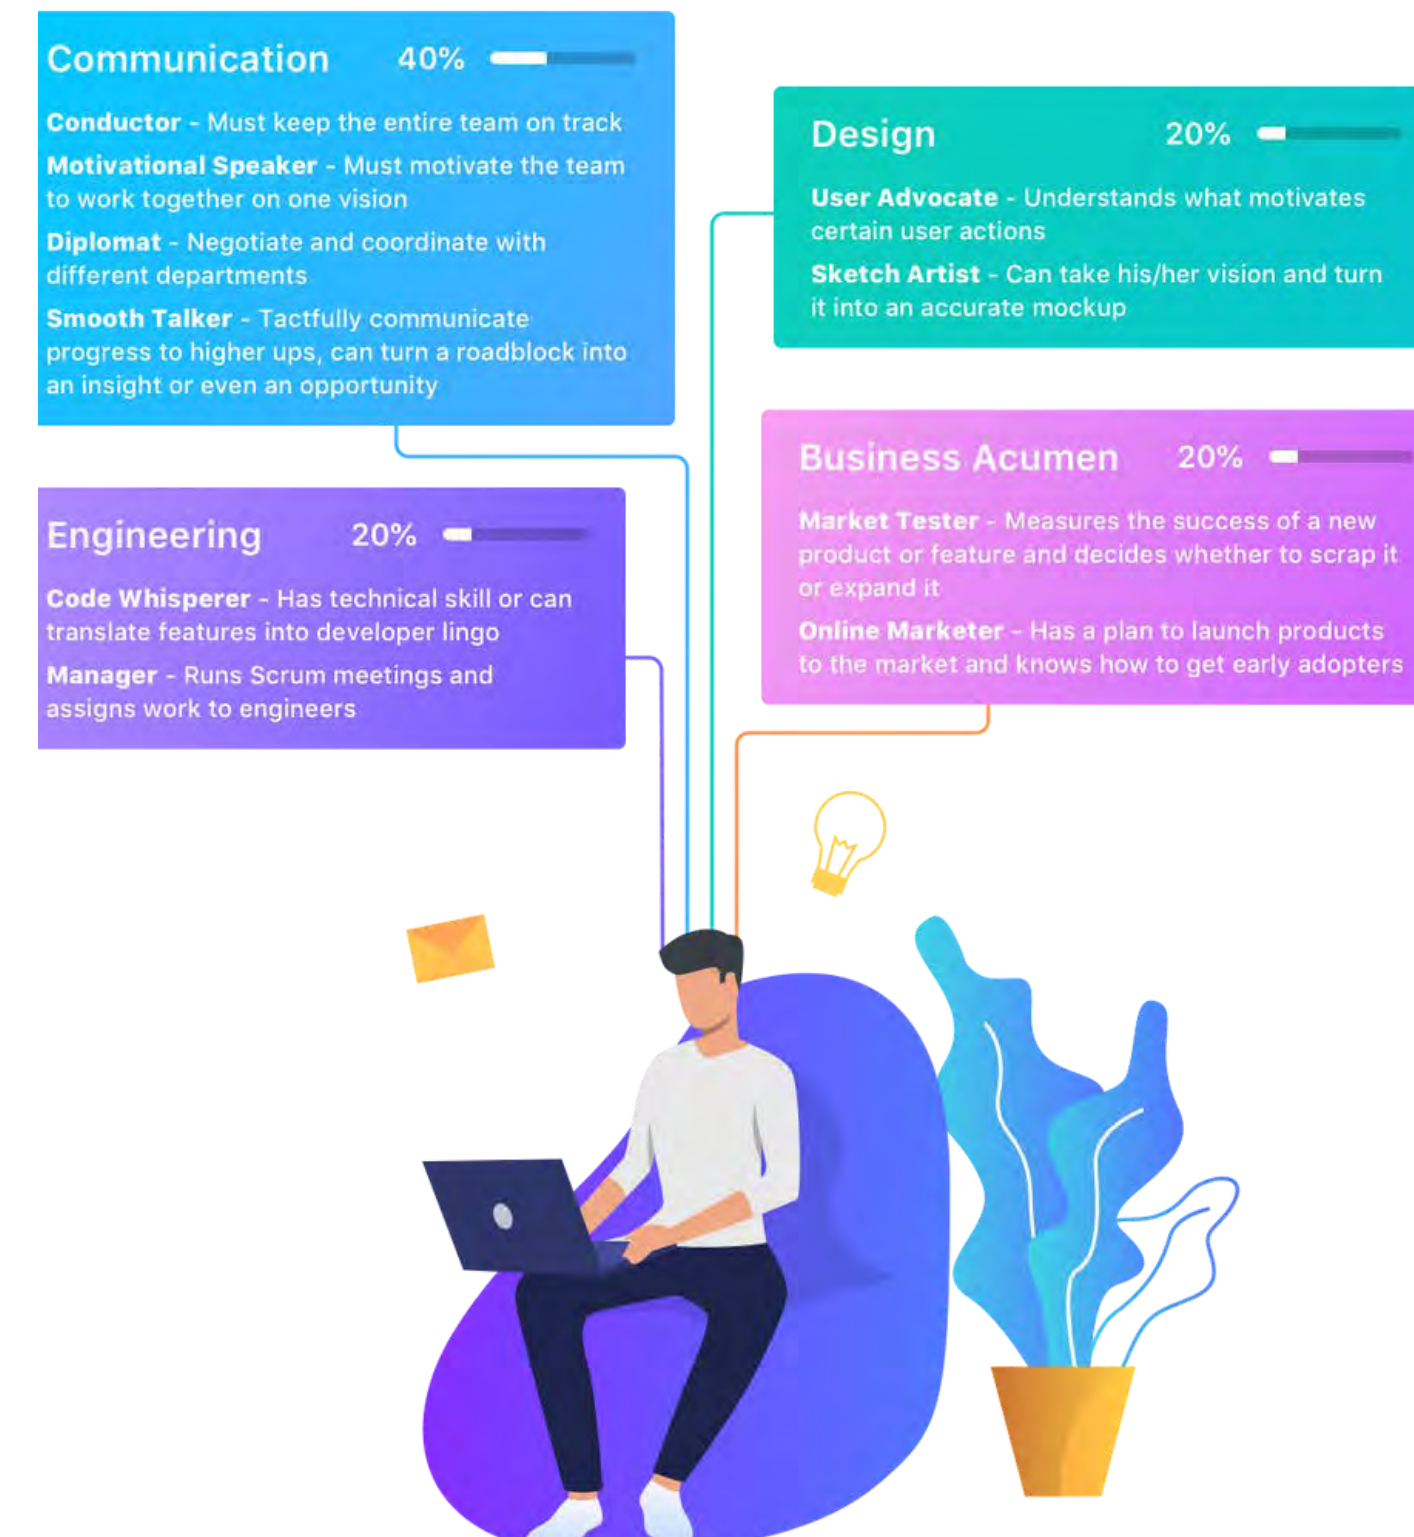 Communication 40%
Conductor - Must keep the entire team on track
Motivational Speaker - Must motivate the team
to work together on one vision
Diplomat - Negotiate and coordinate with
different departments
Smooth Talker - Tactfully communicate
progress to higher ups, can turn a roadblock into
an insight or even an opportunity
Design 20%
User Advocate - Understands what motivates
certain user actions
Sketch Artist - Can take his/her vision and turn
it into an accurate mockup
Engineering 20%
Code Whisperer - Has technical skill or can
translate features into developer lingo
Manager - Runs Scrum meetings and
assigns work to engineers
Business Acumen 20%
Market Tester - Measures the success of a new
product or feature and decides whether to scrap it
or expand it
Online Marketer - Has a plan to launch products
to the market and knows how to get early adopters